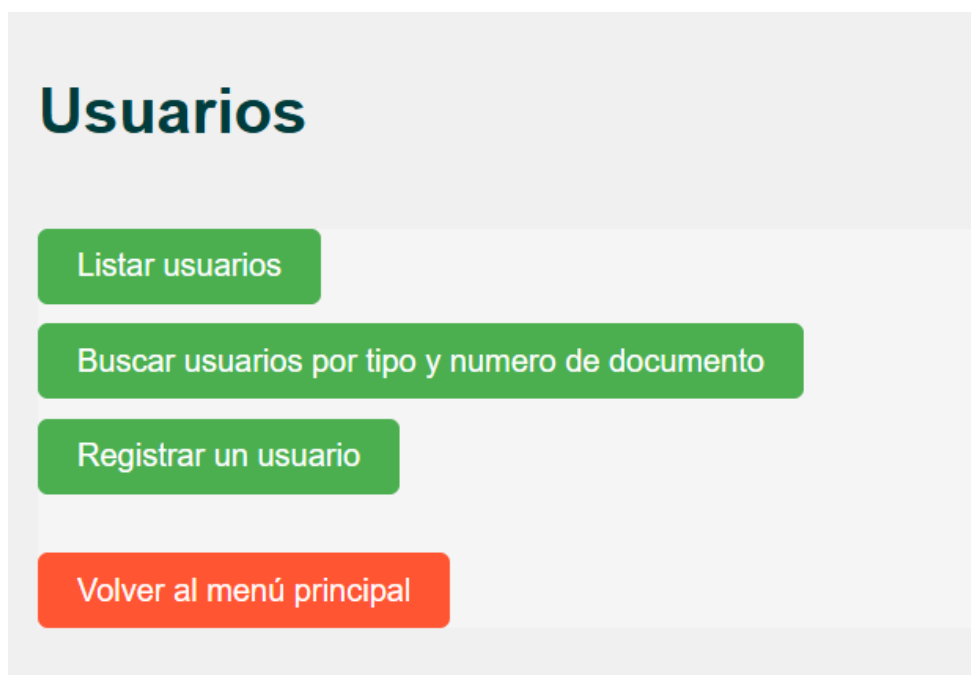 Usuarios
Listar usuarios
Buscar usuarios por tipo y numero de documento
Registrar un usuario
Volver al menú principal